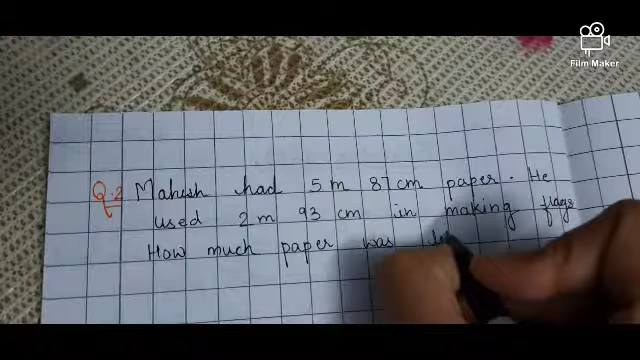 Film Maker
Q.2 Mahesh had 5 m 87 cm paper. He
used 2 m 93 cm in making flags
How much paper was